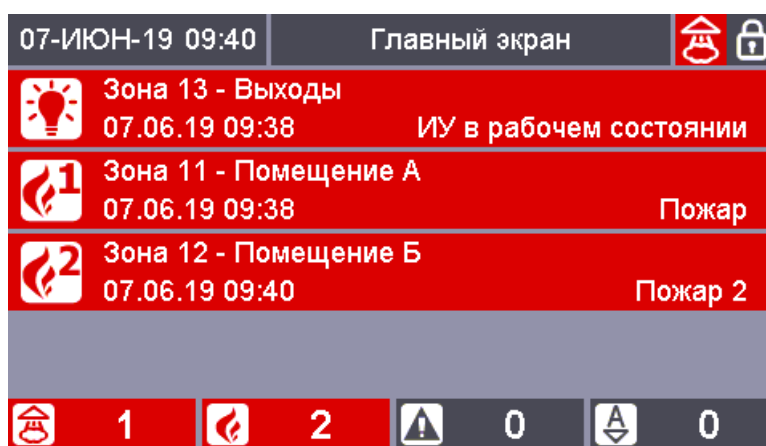 07-ИЮН-19 09:40 Главный экран
Зона 13 - Выходы
07.06.19 09:38 ИУ в рабочем состоянии
1 Зона 11 - Помещение А
07.06.19 09:38 Пожар
2 Зона 12 - Помещение Б
07.06.19 09:40 Пожар 2
1 2 0 A 0